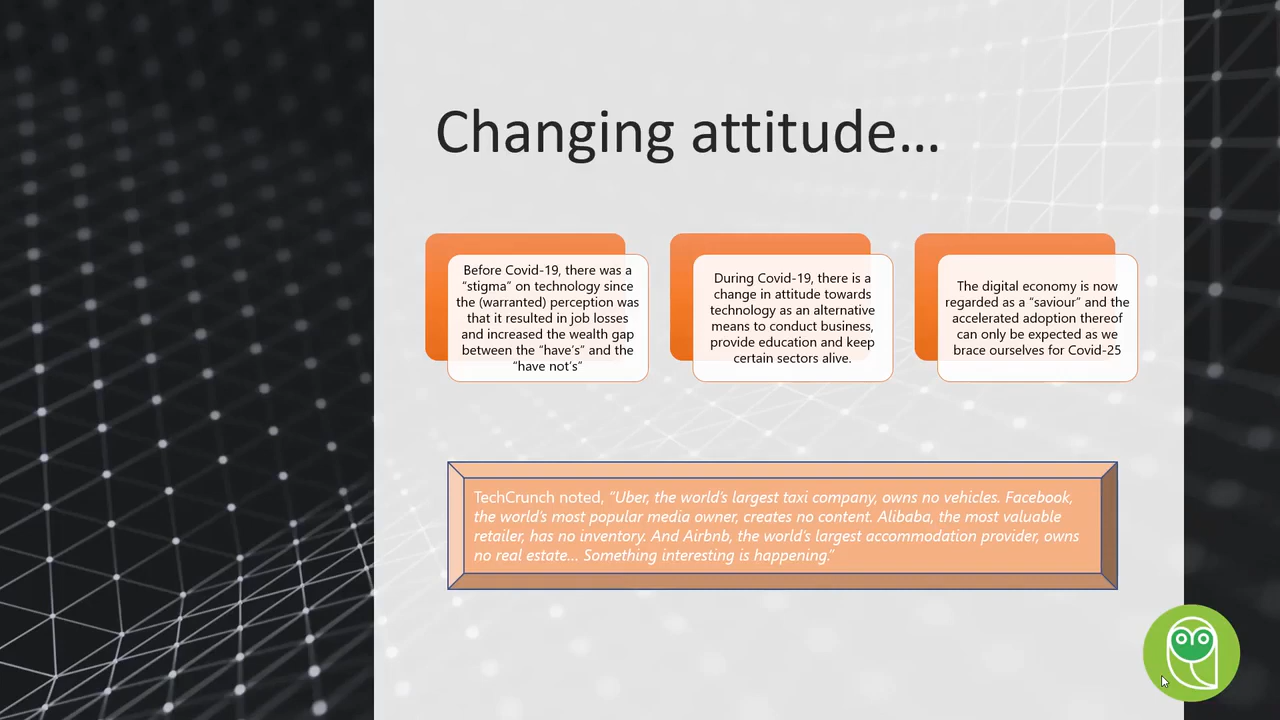 Changing attitude...
Before Covid-19, there was a
“stigma” on technology since
the (warranted) perception was
that it resulted in job losses
and increased the wealth gap
between the “have’s” and the
“have not’s”
During Covid-19, there is a
change in attitude towards
technology as an alternative
means to conduct business,
provide education and keep
certain sectors alive.
The digital economy is now
regarded as a “saviour” and the
accelerated adoption thereof
can only be expected as we
brace ourselves for Covid-25
TechCrunch noted, “Uber, the world’s largest taxi company, owns no vehicles. Facebook,
the world’s most popular media owner, creates no content. Alibaba, the most valuable
retailer, has no inventory. And Airbnb, the world’s largest accommodation provider, owns
no real estate... Something interesting is happening.”